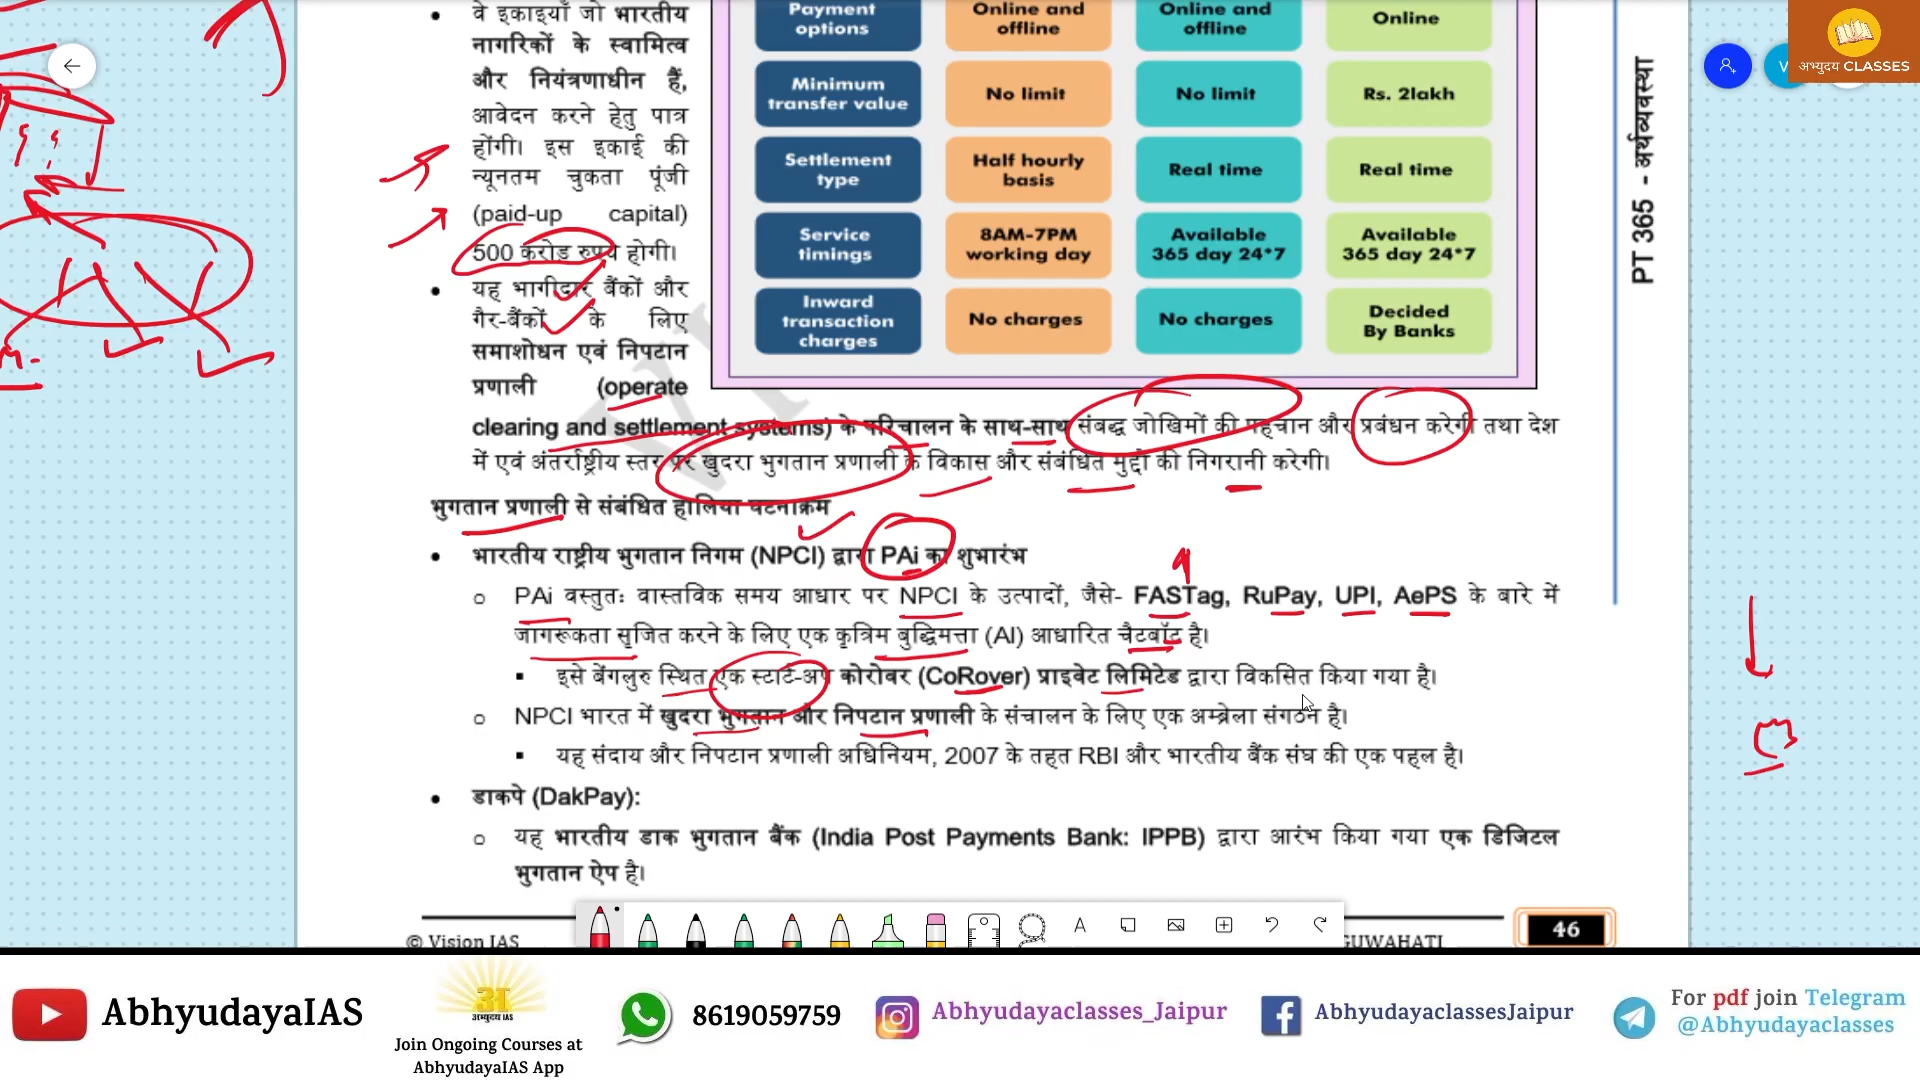 वे इकाइयाँ जो भारतीय
नागरिकों के स्वामित्व
और नियंत्रणाधीन हैं,
आवेदन करने हेतु पात्र
होंगी। इस इकाई की
न्यूनतम चुकता पूंजी
(paid-up capital)
500 करोड़ रुपये होगी।
यह भागीदार बैंकों और
गैर-बैंकों के लिए
समाशोधन एवं निपटान
प्रणाली (operate
clearing and settlement systems) के परिचालन के साथ-साथ संबद्ध जोखिमों की पहचान और प्रबंधन करेगी तथा देश
में एवं अंतर्राष्ट्रीय स्तर पर खुदरा भुगतान प्रणाली के विकास और संबंधित मुद्दों की निगरानी करेगी।
Payment options Online and offline Online and offline Online
Minimum transfer value No limit No limit Rs. 2lakh
Settlement type Half hourly basis Real time Real time
Service timings 8AM-7PM working day Available 365 day 24*7 Available 365 day 24*7
Inward transaction charges No charges No charges Decided By Banks
भुगतान प्रणाली से संबंधित हालिया घटनाक्रम
भारतीय राष्ट्रीय भुगतान निगम (NPCI) द्वारा PAi का शुभारंभ
PAi वस्तुतः वास्तविक समय आधार पर NPCI के उत्पादों, जैसे- FASTag, RuPay, UPI, AePS के बारे में
जागरूकता सृजित करने के लिए एक कृत्रिम बुद्धिमत्ता (AI) आधारित चैटबॉट है।
इसे बेंगलुरु स्थित एक स्टार्ट-अप कोरोवर (CoRover) प्राइवेट लिमिटेड द्वारा विकसित किया गया है।
NPCI भारत में खुदरा भुगतान और निपटान प्रणाली के संचालन के लिए एक अम्ब्रेला संगठन है।
यह संदाय और निपटान प्रणाली अधिनियम, 2007 के तहत RBI और भारतीय बैंक संघ की एक पहल है।
डाकपे (DakPay):
यह भारतीय डाक भुगतान बैंक (India Post Payments Bank: IPPB) द्वारा आरंभ किया गया एक डिजिटल
भुगतान ऐप है।
PT 365 - अर्थव्यवस्था
अभ्युदय CLASSES
46
© Vision IAS
GUWAHATI
AbhyudayaIAS
अ
अभ्युदय IAS
Join Ongoing Courses at
AbhyudayaIAS App
8619059759
Abhyudayaclasses_Jaipur
AbhyudayaclassesJaipur
For pdf join Telegram
@Abhyudayaclasses